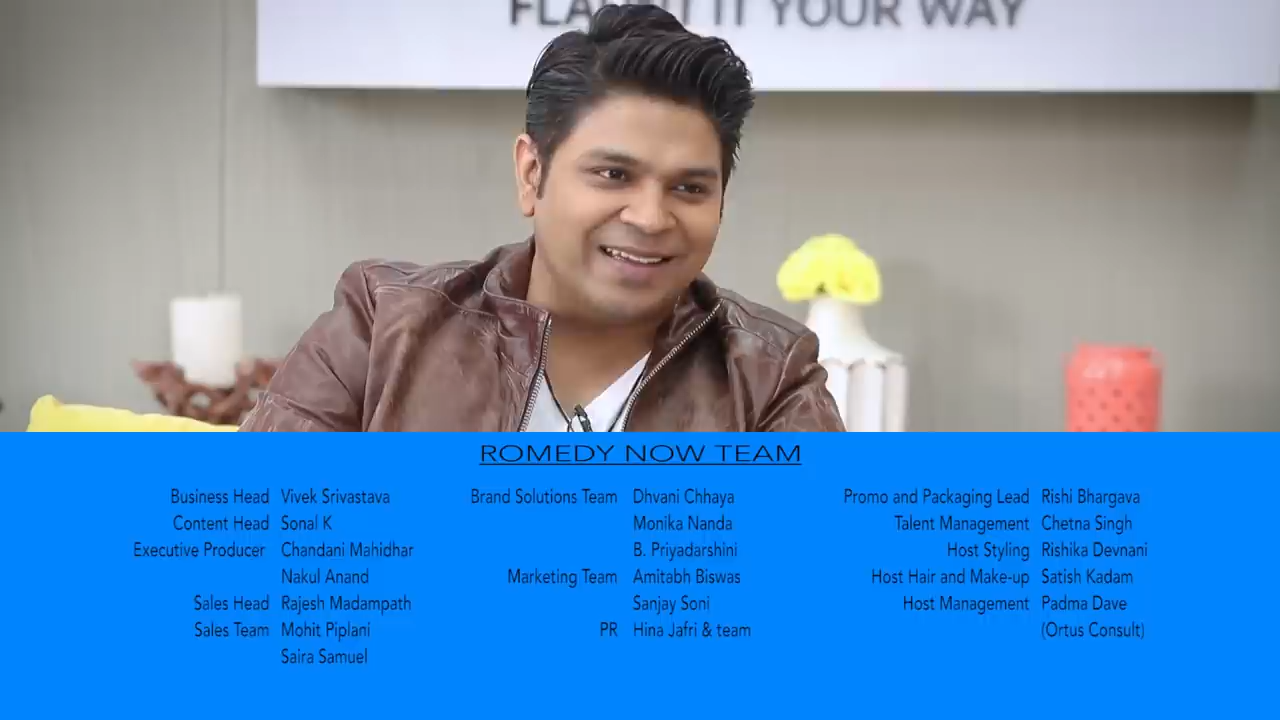 IT YOUR WAY
ROMEDY NOW TEAM
Business Head Vivek Srivastava
Content Head Sonal K
Executive Producer Chandani Mahidhar
Nakul Anand
Sales Head Rajesh Madampath
Sales Team Mohit Piplani
Saira Samuel
Brand Solutions Team Dhvani Chhaya
Monika Nanda
B. Priyadarshini
Marketing Team Amitabh Biswas
Sanjay Soni
PR Hina Jafri & team
Promo and Packaging Lead Rishi Bhargava
Talent Management Chetna Singh
Host Styling Rishika Devnani
Host Hair and Make-up Satish Kadam
Host Management Padma Dave
(Ortus Consult)